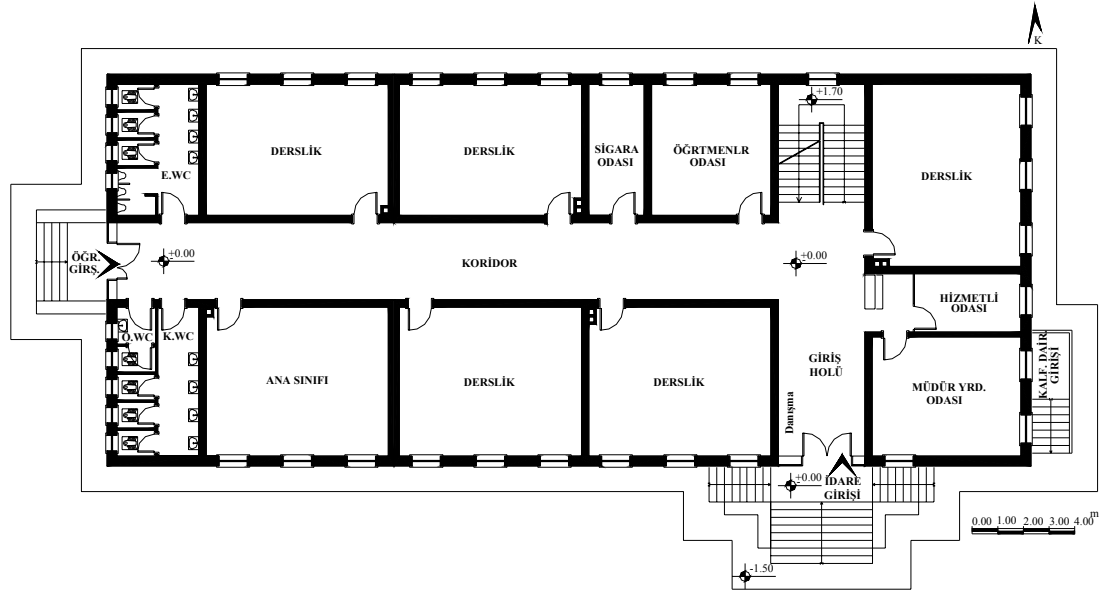 K
+1.70
DERSLİK
DERSLİK
SİGARA
ODASI
ÖĞRTMENLR
ODASI
E.WC
DERSLİK
ÖĞR.
GİRŞ.
+0.00
KORİDOR
+0.00
HİZMETLİ
ODASI
Ö.WC
K.WC
ANA SINIFI
DERSLİK
DERSLİK
GİRİŞ
HOLÜ
MÜDÜR YRD.
ODASI
KALF. DAİR.
GİRİŞİ
Danışma
+0.00
İDARE
GİRİŞİ
0.00 1.00 2.00 3.00 4.00 m
-1.50